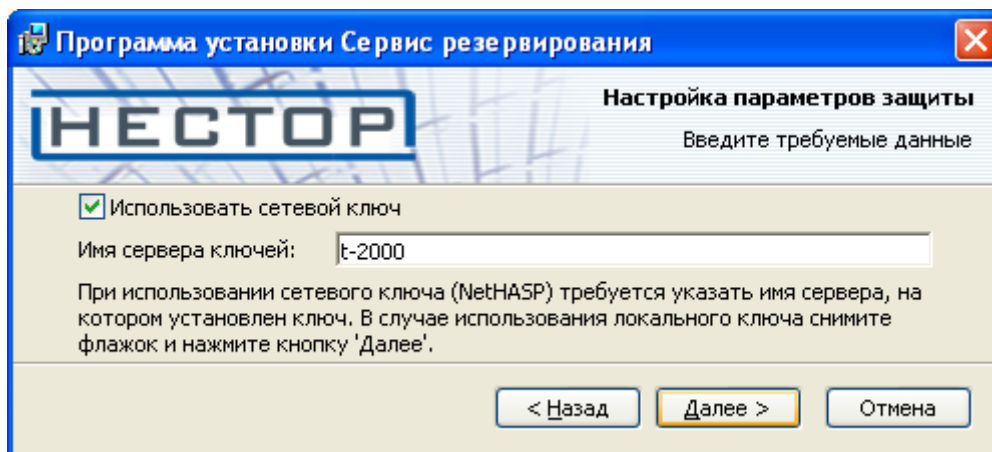 Программа установки Сервис резервирования
НЕСТОР
Настройка параметров защиты
Введите требуемые данные
Использовать сетевой ключ
Имя сервера ключей: t-2000
При использовании сетевого ключа (NetHASP) требуется указать имя сервера, на
котором установлен ключ. В случае использования локального ключа снимите
флажок и нажмите кнопку 'Далее'.
< Назад Далее > Отмена